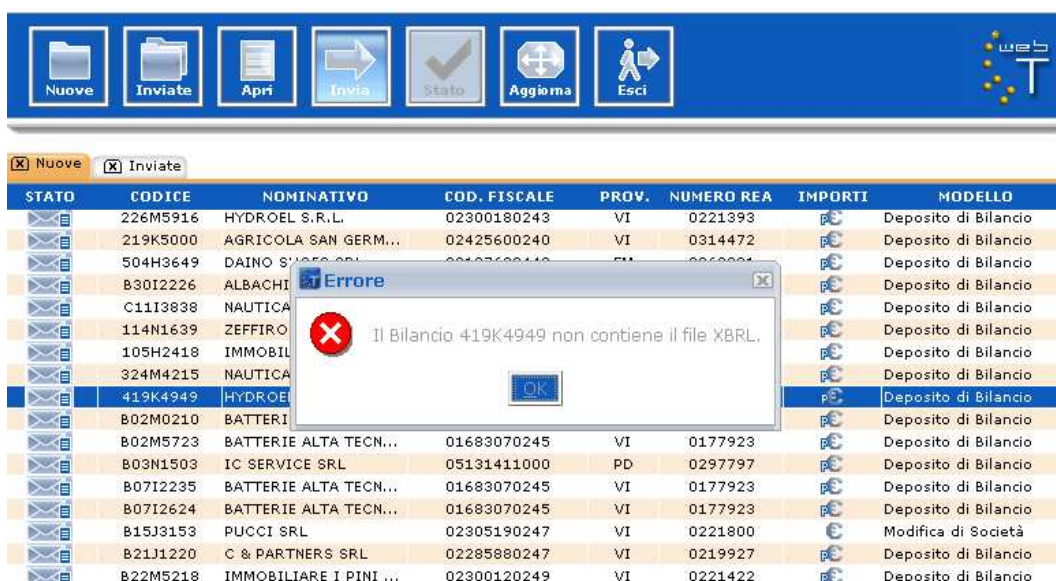 Nuove Inviate Apri Invia Stato Aggiorna Esci web T
X Nuove X Inviate
STATO CODICE NOMINATIVO COD. FISCALE PROV. NUMERO REA IMPORTI MODELLO
226M5916 HYDROEL S.R.L. 02300180243 VI 0221393 Deposito di Bilancio
219K5000 AGRICOLA SAN GERM... 02425600240 VI 0314472 Deposito di Bilancio
504H3649 DAINO Deposito di Bilancio
Errore
B30I2226 ALBACHI Deposito di Bilancio
C11I3838 NAUTICA Deposito di Bilancio
114N1639 ZEFFIRO Deposito di Bilancio
Il Bilancio 419K4949 non contiene il file XBRL.
105H2418 IMMOBIL Deposito di Bilancio
324M4215 NAUTICA Deposito di Bilancio
OK
419K4949 HYDROE Deposito di Bilancio
B02M0210 BATTERI Deposito di Bilancio
B02M5723 BATTERIE ALTA TECN... 01683070245 VI 0177923 Deposito di Bilancio
B03N1503 IC SERVICE SRL 05131411000 PD 0297797 Deposito di Bilancio
B07I2235 BATTERIE ALTA TECN... 01683070245 VI 0177923 Deposito di Bilancio
B07I2624 BATTERIE ALTA TECN... 01683070245 VI 0177923 Deposito di Bilancio
B15J3153 PUCCI SRL 02305190247 VI 0221800 Modifica di Società
B21J1220 C & PARTNERS SRL 02285880247 VI 0219927 Deposito di Bilancio
B22M5218 IMMOBILIARE I PINI ... 02300120249 VI 0221422 Deposito di Bilancio